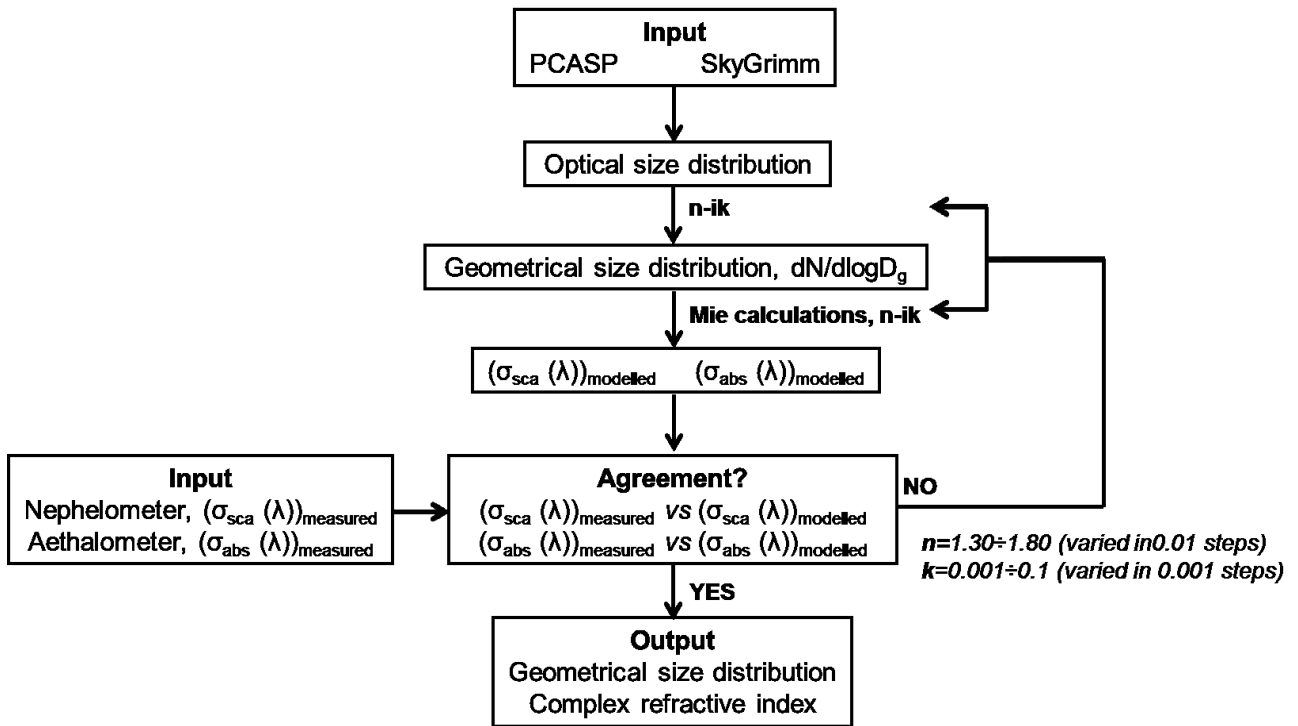 Input
PCASP SkyGrimm
Optical size distribution
n-ik
Geometrical size distribution, dN/dlogDg
Mie calculations, n-ik
(σsca (λ))modelled (σabs (λ))modelled
Input
Nephelometer, (σsca (λ))measured
Aethalometer, (σabs (λ))measured
Agreement?
(σsca (λ))measured vs (σsca (λ))modelled
(σabs (λ))measured vs (σabs (λ))modelled
NO
n=1.30÷1.80 (varied in0.01 steps)
k=0.001÷0.1 (varied in 0.001 steps)
YES
Output
Geometrical size distribution
Complex refractive index